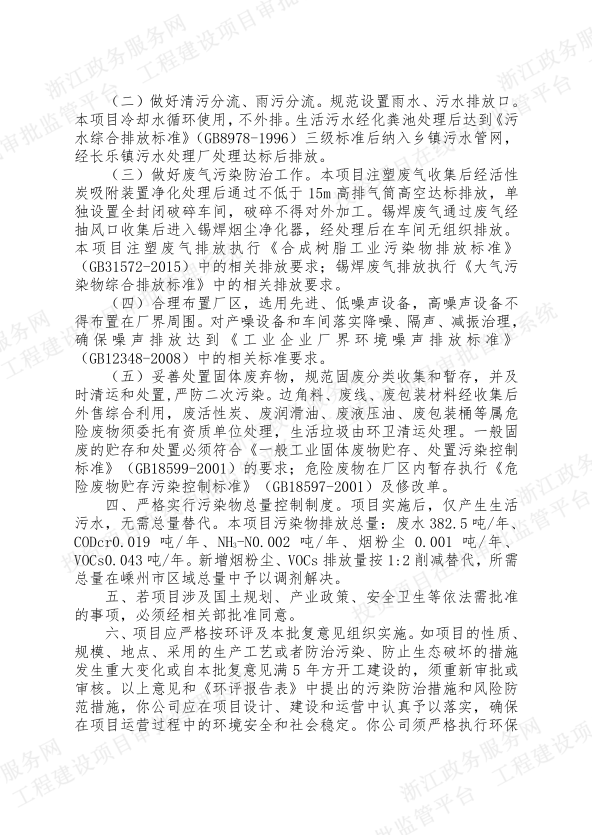 （二）做好清污分流、雨污分流。规范设置雨水、污水排放口。
本项目冷却水循环使用,不外排。生活污水经化粪池处理后达到《污
水综合排放标准》（GB8978-1996）三级标准后纳入乡镇污水管网，
经长乐镇污水处理厂处理达标后排放。
（三）做好废气污染防治工作。本项目注塑废气收集后经活性
炭吸附装置净化处理后通过不低于 15m 高排气筒高空达标排放，单
独设置全封闭破碎车间，破碎不得对外加工。锡焊废气通过废气经
抽风口收集后进入锡焊烟尘净化器，经处理后在车间无组织排放。
本项目注塑废气排放执行《合成树脂工业污染物排放标准》
（GB31572-2015）中的相关排放要求；锡焊废气排放执行《大气污
染物综合排放标准》中的相关排放要求。
（四）合理布置厂区，选用先进、低噪声设备，高噪声设备不
得布置在厂界周围。对产噪设备和车间落实降噪、隔声、减振治理，
确保噪声排放达到《工业企业厂界环境噪声排放标准》
（GB12348-2008）中的相关标准要求。
（五）妥善处置固体废弃物，规范固废分类收集和暂存，并及
时清运和处置,严防二次污染。边角料、废线、废包装材料经收集后
外售综合利用，废活性炭、废润滑油、废液压油、废包装桶等属危
险废物须委托有资质单位处理，生活垃圾由环卫清运处理。一般固
废的贮存和处置必须符合《一般工业固体废物贮存、处置污染控制
标准》（GB18599-2001）的要求；危险废物在厂区内暂存执行《危
险废物贮存污染控制标准》（GB18597-2001）及修改单。
四、严格实行污染物总量控制制度。项目实施后，仅产生生活
污水，无需总量替代。本项目污染物排放总量：废水 382.5 吨/年、
CODcr0.019 吨/年、NH₃-N0.002 吨/年、烟粉尘 0.001 吨/年、
VOCs0.043 吨/年。新增烟粉尘、VOCs 排放量按 1:2 削减替代，所需
总量在嵊州市区域总量中予以调剂解决。
五、若项目涉及国土规划、产业政策、安全卫生等依法需批准
的事项，必须经相关部批准同意。
六、项目应严格按环评及本批复意见组织实施。如项目的性质、
规模、地点、采用的生产工艺或者防治污染、防止生态破坏的措施
发生重大变化或自本批复意见满 5 年方开工建设的，须重新审批或
审核。以上意见和《环评报告表》中提出的污染防治措施和风险防
范措施，你公司应在项目设计、建设和运营中认真予以落实，确保
在项目运营过程中的环境安全和社会稳定。你公司须严格执行环保
浙江政务服务网
工程建设项目审批